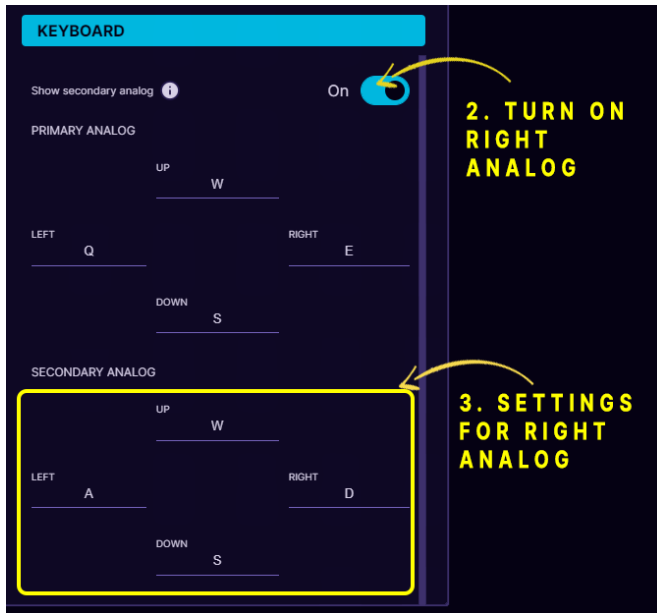 KEYBOARD
Show secondary analog i On
2. TURN ON
RIGHT
ANALOG
PRIMARY ANALOG
UP
W
LEFT
Q
RIGHT
E
DOWN
S
SECONDARY ANALOG
3. SETTINGS
FOR RIGHT
ANALOG
UP
W
LEFT
A
RIGHT
D
DOWN
S